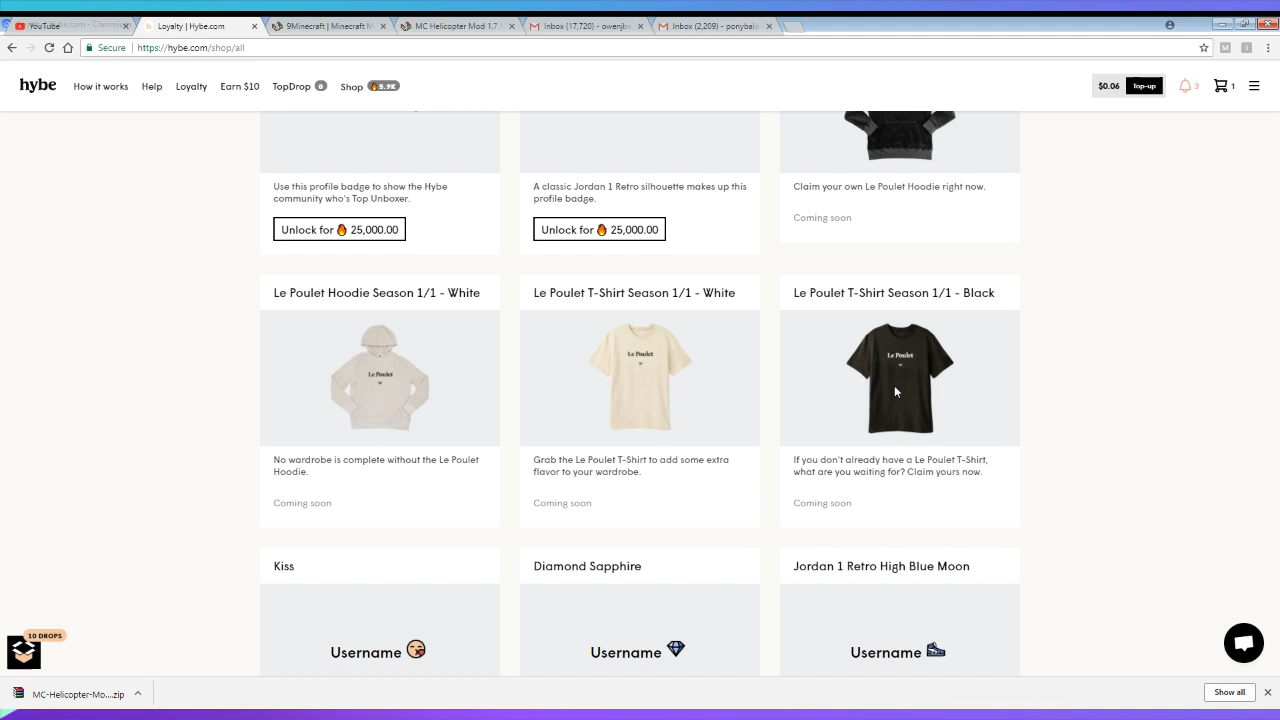 YouTube
Loyalty | Hybe.com
9Minecraft | Minecraft M
MC Helicopter Mod 1.7.1
Inbox (17,720) - owenjbe
Inbox (2,209) - ponybalo
Secure
https://hybe.com/shop/all
hybe
How it works
Help
Loyalty
Earn $10
TopDrop 0
Shop 5.9K
$0.06
Top-up
3
1
Use this profile badge to show the Hybe
community who's Top Unboxer.
Unlock for 25,000.00
A classic Jordan 1 Retro silhouette makes up this
profile badge.
Unlock for 25,000.00
Claim your own Le Poulet Hoodie right now.
Coming soon
Le Poulet Hoodie Season 1/1 - White
Le Poulet
No wardrobe is complete without the Le Poulet
Hoodie.
Coming soon
Le Poulet T-Shirt Season 1/1 - White
Le Poulet
Grab the Le Poulet T-Shirt to add some extra
flavor to your wardrobe.
Coming soon
Le Poulet T-Shirt Season 1/1 - Black
Le Poulet
If you don't already have a Le Poulet T-Shirt,
what are you waiting for? Claim yours now.
Coming soon
Kiss
Username
Diamond Sapphire
Username
Jordan 1 Retro High Blue Moon
Username
10 DROPS
MC-Helicopter-Mo....zip
Show all